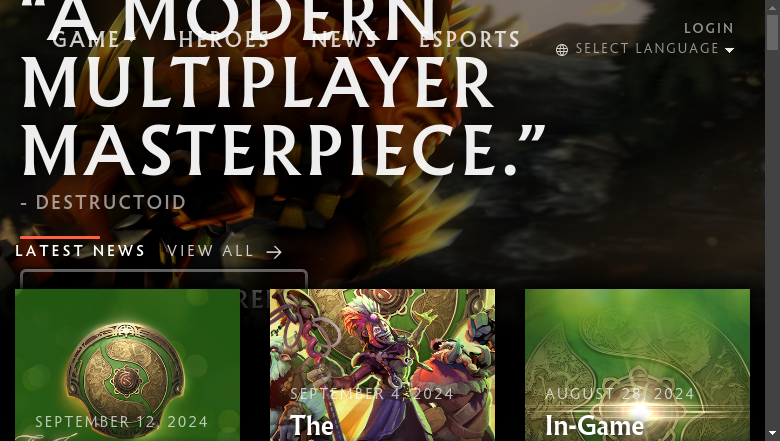 “A MODERN
MULTIPLAYER
MASTERPIECE.”
- DESTRUCTOID
GAME HEROES NEWS ESPORTS
LOGIN
SELECT LANGUAGE
LATEST NEWS VIEW ALL
SEPTEMBER 12, 2024
SEPTEMBER 4, 2024
The
AUGUST 28, 2024
In-Game